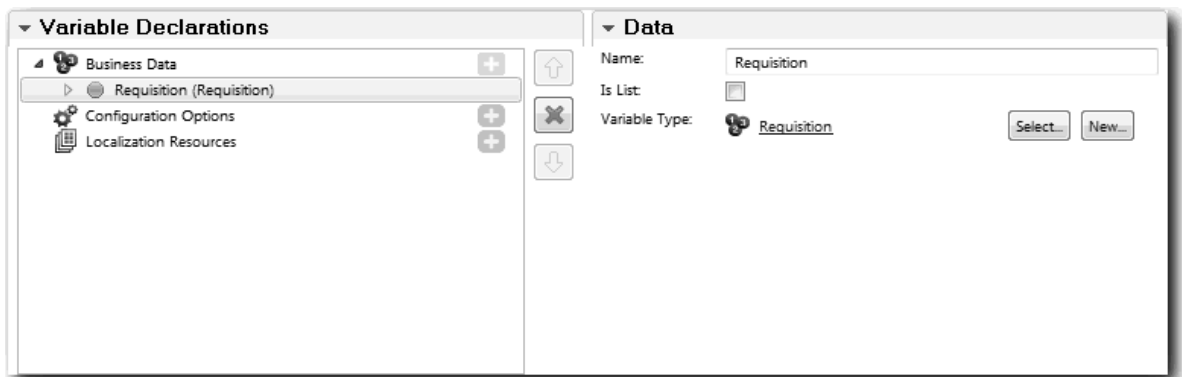 Variable Declarations
Business Data
Requisition (Requisition)
Configuration Options
Localization Resources
Data
Name: Requisition
Is List:
Variable Type: Requisition Select... New...